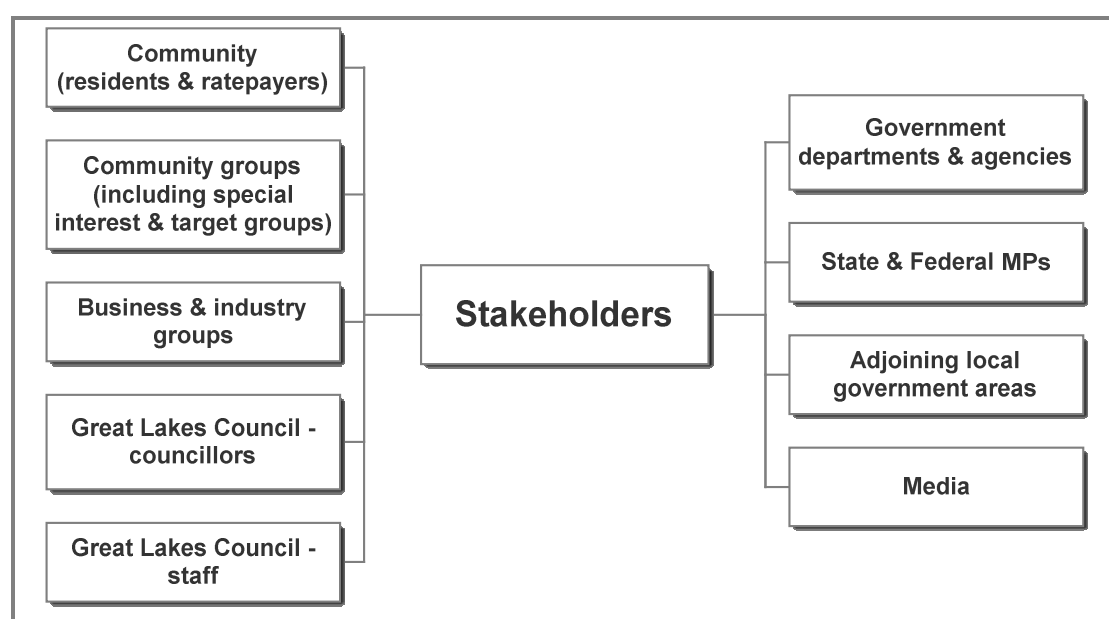 Community
(residents & ratepayers)
Community groups
(including special
interest & target groups)
Business & industry
groups
Great Lakes Council -
councillors
Great Lakes Council -
staff
Stakeholders
Government
departments & agencies
State & Federal MPs
Adjoining local
government areas
Media